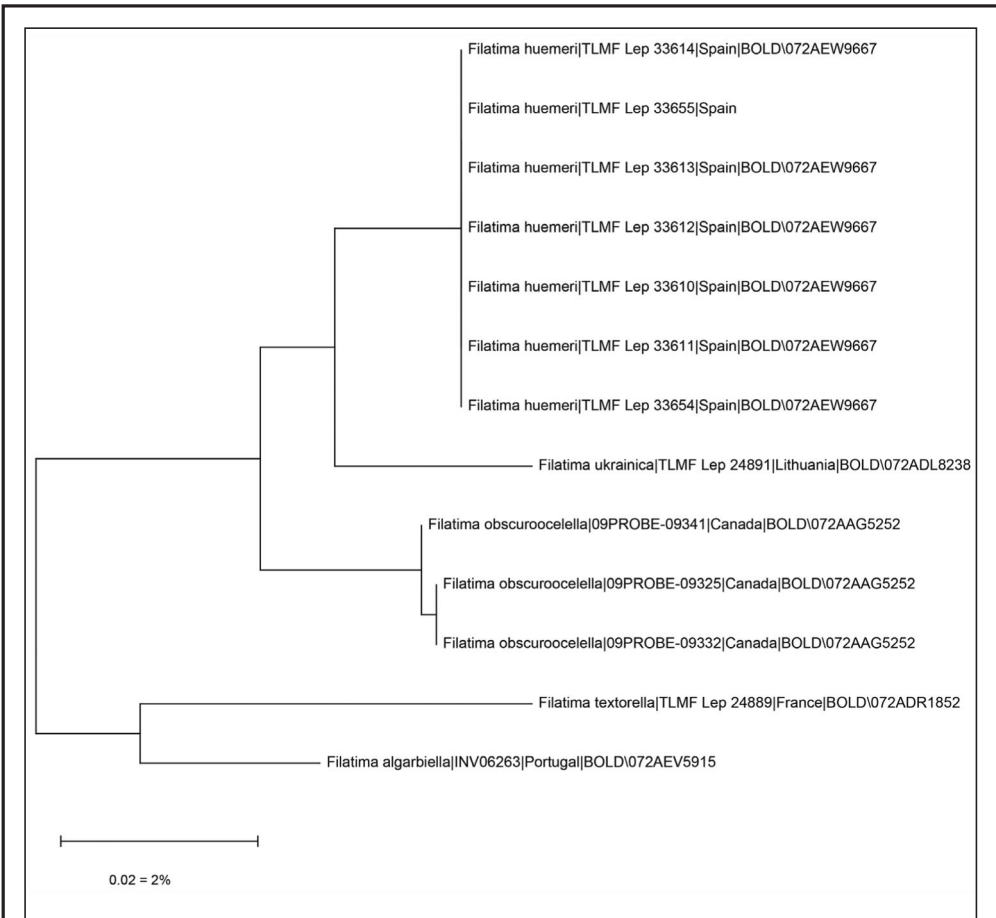 Filatima huemeri|TLMF Lep 33614|Spain|BOLD\072AEW9667
Filatima huemeri|TLMF Lep 33655|Spain
Filatima huemeri|TLMF Lep 33613|Spain|BOLD\072AEW9667
Filatima huemeri|TLMF Lep 33612|Spain|BOLD\072AEW9667
Filatima huemeri|TLMF Lep 33610|Spain|BOLD\072AEW9667
Filatima huemeri|TLMF Lep 33611|Spain|BOLD\072AEW9667
Filatima huemeri|TLMF Lep 33654|Spain|BOLD\072AEW9667
Filatima ukrainica|TLMF Lep 24891|Lithuania|BOLD\072ADL8238
Filatima obscuroocelella|09PROBE-09341|Canada|BOLD\072AAG5252
Filatima obscuroocelella|09PROBE-09325|Canada|BOLD\072AAG5252
Filatima obscuroocelella|09PROBE-09332|Canada|BOLD\072AAG5252
Filatima textorella|TLMF Lep 24889|France|BOLD\072ADR1852
Filatima algarbiella|INV06263|Portugal|BOLD\072AEV5915
0.02 = 2%